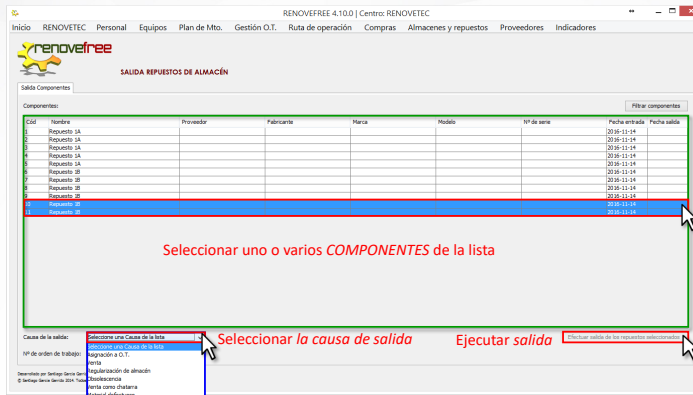 RENOVEFREE 4.10.0 | Centro: RENOVETEC
Inicio RENOVETEC Personal Equipos Plan de Mto. Gestión O.T. Ruta de operación Compras Almacenes y repuestos Proveedores Indicadores
renovefree
SALIDA REPUESTOS DE ALMACÉN
Salida Componentes
Componentes: Filtrar componentes
Cód Nombre Proveedor Fabricante Marca Modelo Nº de serie Fecha entrada Fecha salida
1 Repuesto 1A 2016-11-14
2 Repuesto 1A 2016-11-14
3 Repuesto 1A 2016-11-14
4 Repuesto 1A 2016-11-14
5 Repuesto 1A 2016-11-14
6 Repuesto 1B 2016-11-14
7 Repuesto 1B 2016-11-14
8 Repuesto 1B 2016-11-14
9 Repuesto 1B 2016-11-14
10 Repuesto 1B 2016-11-14
11 Repuesto 1B 2016-11-14
Seleccionar uno o varios COMPONENTES de la lista
Causa de la salida: Seleccione una Causa de la lista
Seleccionar la causa de salida
Ejecutar salida
Efectuar salida de los repuestos seleccionados
Seleccione una Causa de la lista
Nº de orden de trabajo: Asignación a O.T.
Venta
Regularización de almacén
Obsolescencia
Venta como chatarra
Desarrollado por Santiago García
© Santiago García Garrido 2014.